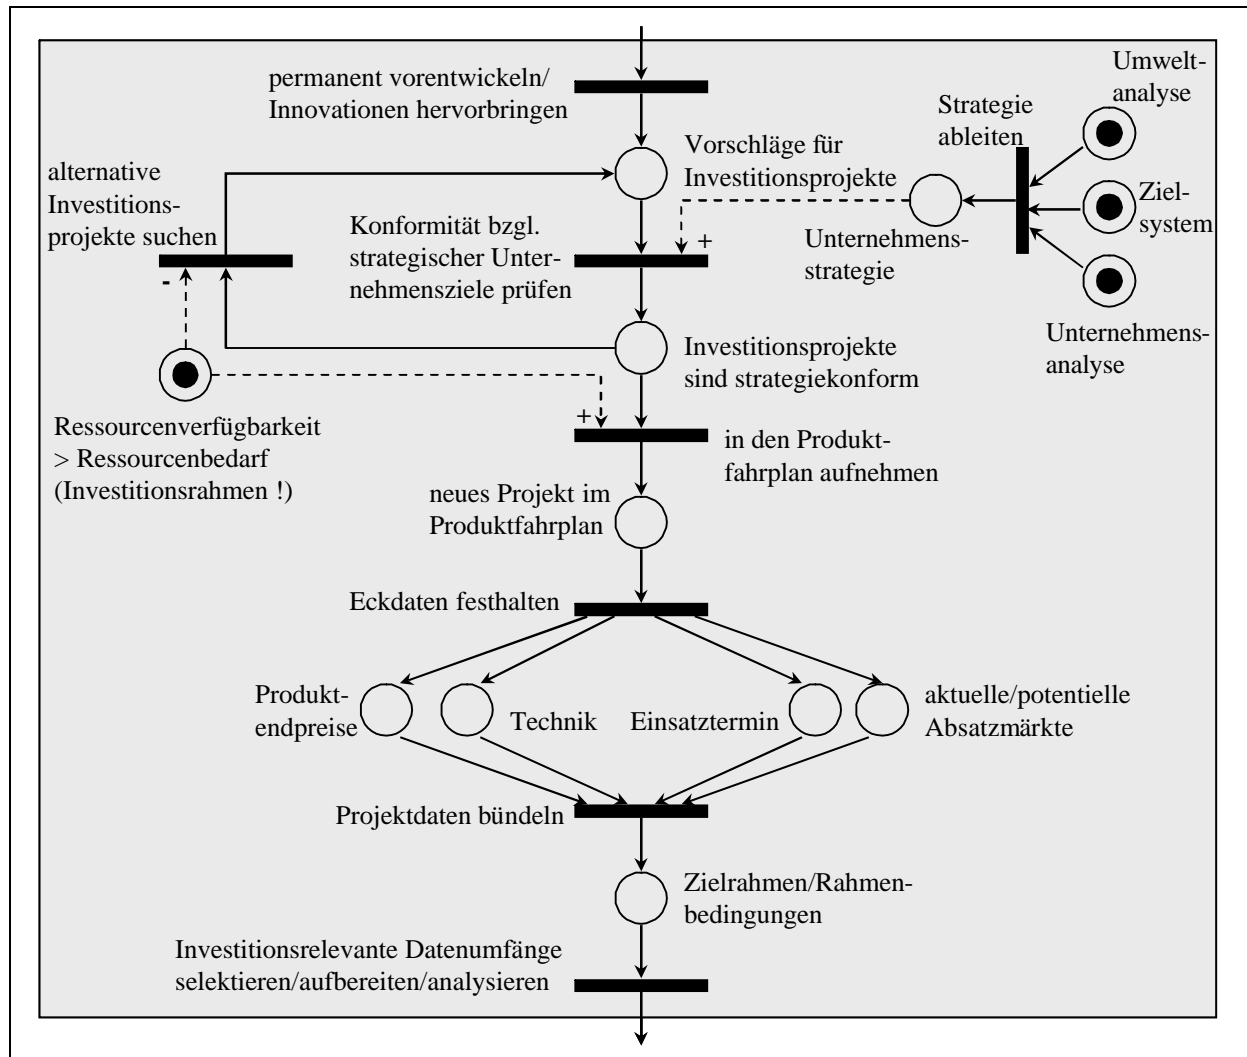 permanent vorentwickeln/
Innovationen hervorbringen
Umwelt-
analyse
Strategie
ableiten
Vorschläge für
Investitionsprojekte
alternative
Investitions-
projekte suchen
Ziel-
system
Konformität bzgl.
strategischer Unter-
nehmensziele prüfen
+
Unternehmens-
strategie
-
Unternehmens-
analyse
Investitionsprojekte
sind strategiekonform
Ressourcenverfügbarkeit
> Ressourcenbedarf
(Investitionsrahmen !)
+
in den Produkt-
fahrplan aufnehmen
neues Projekt im
Produktfahrplan
Eckdaten festhalten
Produkt-
endpreise
Technik
Einsatztermin
aktuelle/potentielle
Absatzmärkte
Projektdaten bündeln
Zielrahmen/Rahmen-
bedingungen
Investitionsrelevante Datenumfänge
selektieren/aufbereiten/analysieren